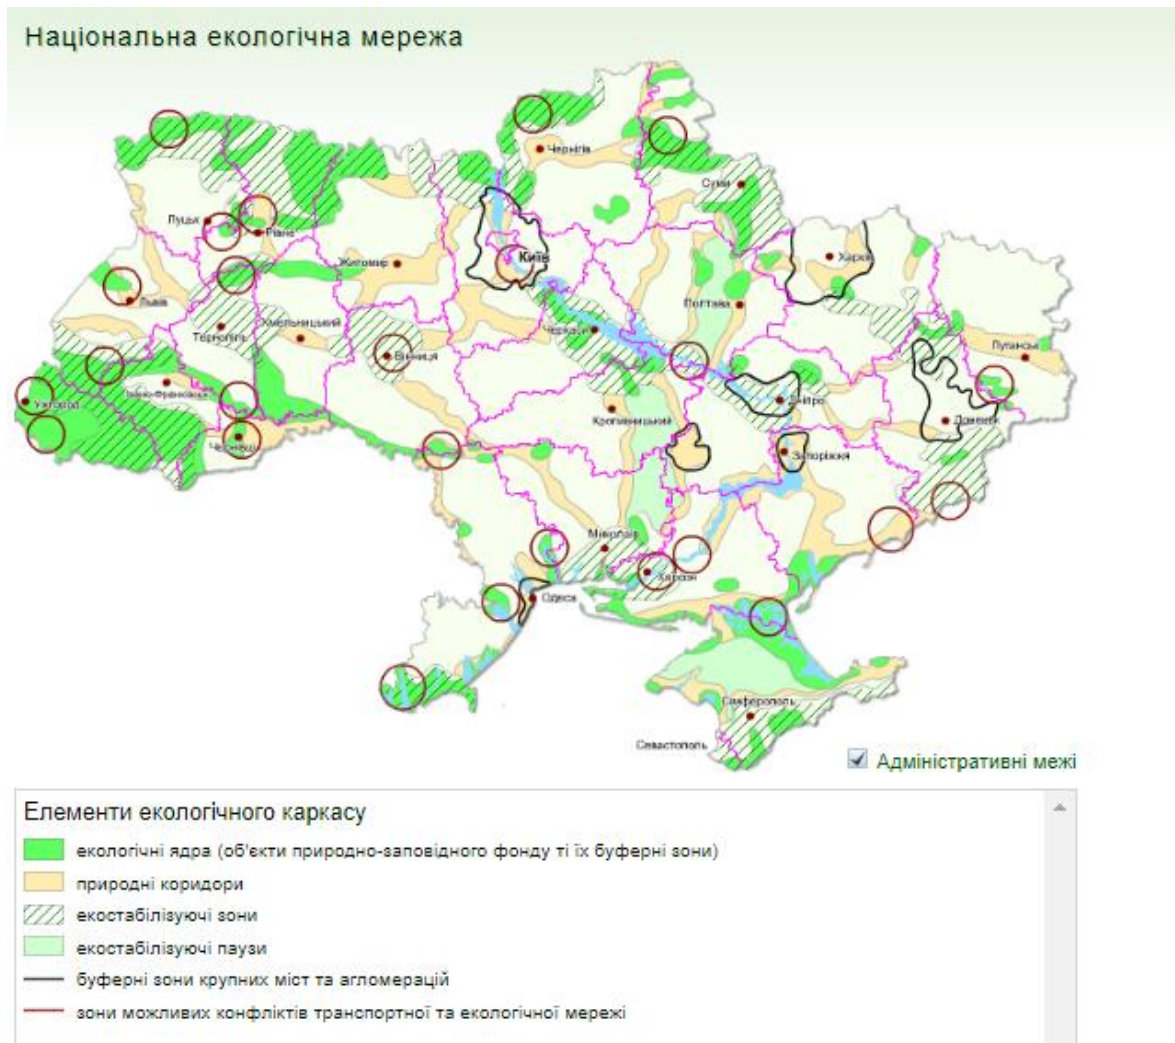 Національна екологічна мережа
Чернігів
Суми
Луцьк
Рівне
Київ
Харків
Житомир
Львів
Полтава
Тернопіль
Хмельницький
Черкаси
Вінниця
Луганськ
Ужгород
Івано-Франківськ
Дніпро
Кропивницький
Донецьк
Чернівці
Запоріжжя
Миколаїв
Херсон
Одеса
Сімферополь
Севастополь
Адміністративні межі
Елементи екологічного каркасу
екологічні ядра (об'єкти природно-заповідного фонду ті їх буферні зони)
природні коридори
екостабілізуючі зони
екостабілізуючі паузи
буферні зони крупних міст та агломерацій
зони можливих конфліктів транспортної та екологічної мережі